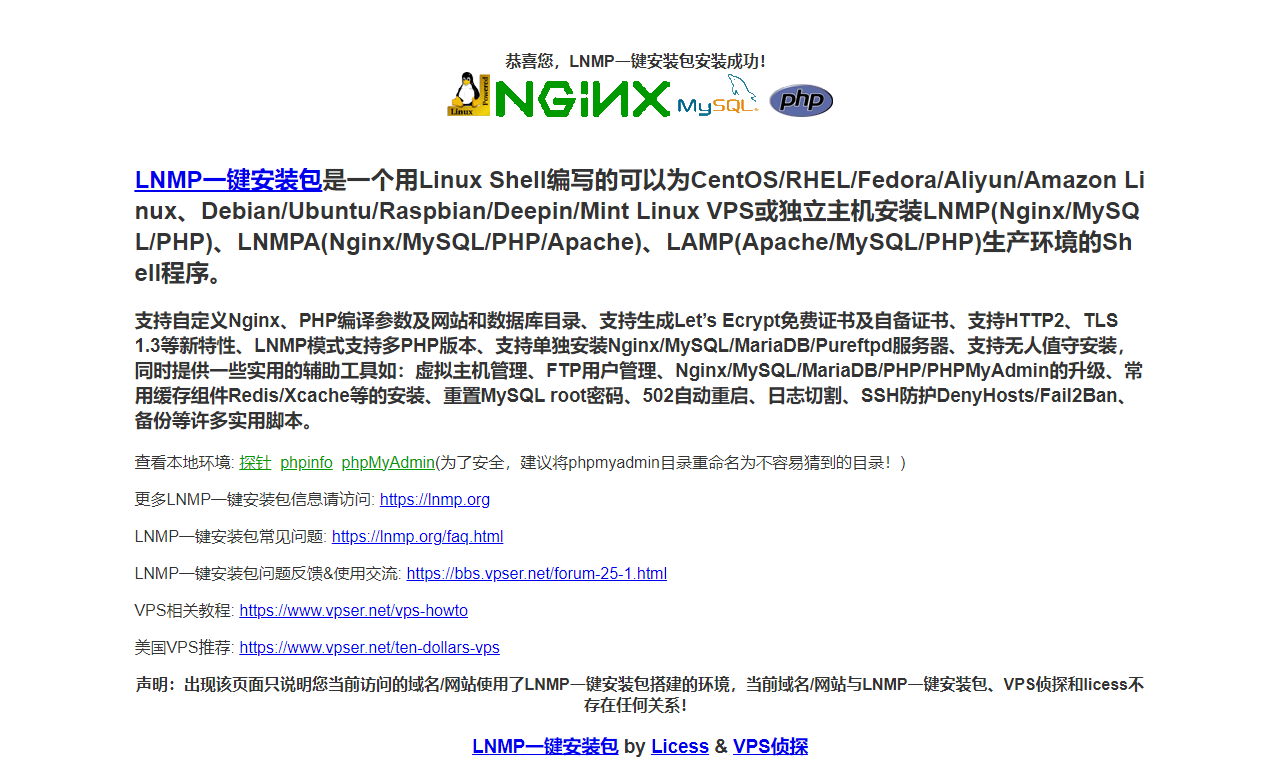 恭喜您，LNMP一键安装包安装成功！
Linux Powered NGiNX MySQL php
LNMP一键安装包是一个用Linux Shell编写的可以为CentOS/RHEL/Fedora/Aliyun/Amazon Li
nux、Debian/Ubuntu/Raspbian/Deepin/Mint Linux VPS或独立主机安装LNMP(Nginx/MySQ
L/PHP)、LNMPA(Nginx/MySQL/PHP/Apache)、LAMP(Apache/MySQL/PHP)生产环境的Sh
ell程序。
支持自定义Nginx、PHP编译参数及网站和数据库目录、支持生成Let’s Ecrypt免费证书及自备证书、支持HTTP2、TLS
1.3等新特性、LNMP模式支持多PHP版本、支持单独安装Nginx/MySQL/MariaDB/Pureftpd服务器、支持无人值守安装，
同时提供一些实用的辅助工具如：虚拟主机管理、FTP用户管理、Nginx/MySQL/MariaDB/PHP/PHPMyAdmin的升级、常
用缓存组件Redis/Xcache等的安装、重置MySQL root密码、502自动重启、日志切割、SSH防护DenyHosts/Fail2Ban、
备份等许多实用脚本。
查看本地环境: 探针 phpinfo phpMyAdmin(为了安全，建议将phpmyadmin目录重命名为不容易猜到的目录！)
更多LNMP一键安装包信息请访问: https://lnmp.org
LNMP一键安装包常见问题: https://lnmp.org/faq.html
LNMP一键安装包问题反馈&使用交流: https://bbs.vpser.net/forum-25-1.html
VPS相关教程: https://www.vpser.net/vps-howto
美国VPS推荐: https://www.vpser.net/ten-dollars-vps
声明：出现该页面只说明您当前访问的域名/网站使用了LNMP一键安装包搭建的环境，当前域名/网站与LNMP一键安装包、VPS侦探和licess不
存在任何关系！
LNMP一键安装包 by Licess & VPS侦探